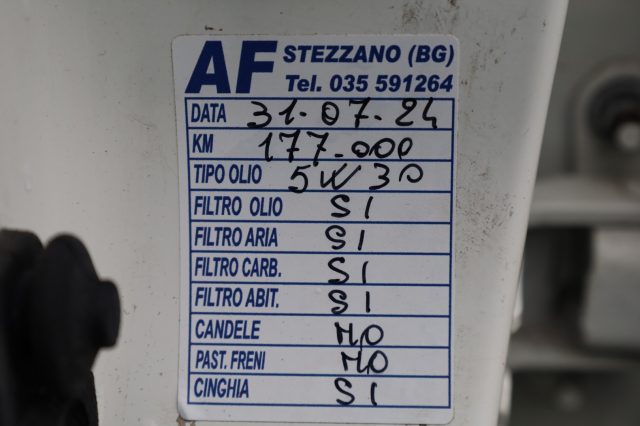 AF STEZZANO (BG)
Tel. 035 591264
DATA 31-07-24
KM 177.000
TIPO OLIO 5W30
FILTRO OLIO SI
FILTRO ARIA SI
FILTRO CARB. SI
FILTRO ABIT. SI
CANDELE NO
PAST. FRENI NO
CINGHIA SI